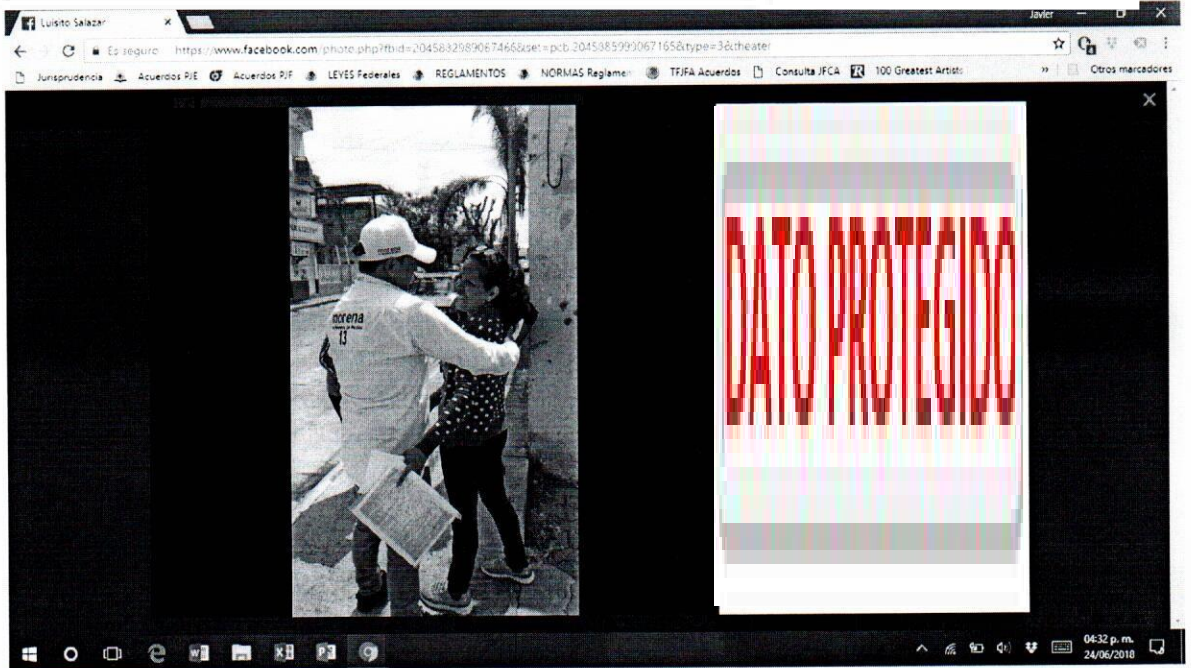 Luisito Salazar
Javier
Es seguro https://www.facebook.com/photo.php?fbid=2045832989067466&set=pcb.2045885999067165&type=3&theater
Jurisprudencia Acuerdos PJE Acuerdos PJF LEYES Federales REGLAMENTOS NORMAS Reglamen TFJFA Acuerdos Consulta JFCA 100 Greatest Artists » Otros marcadores
morena
13
DATO PROTEGIDO
04:32 p. m.
24/06/2018